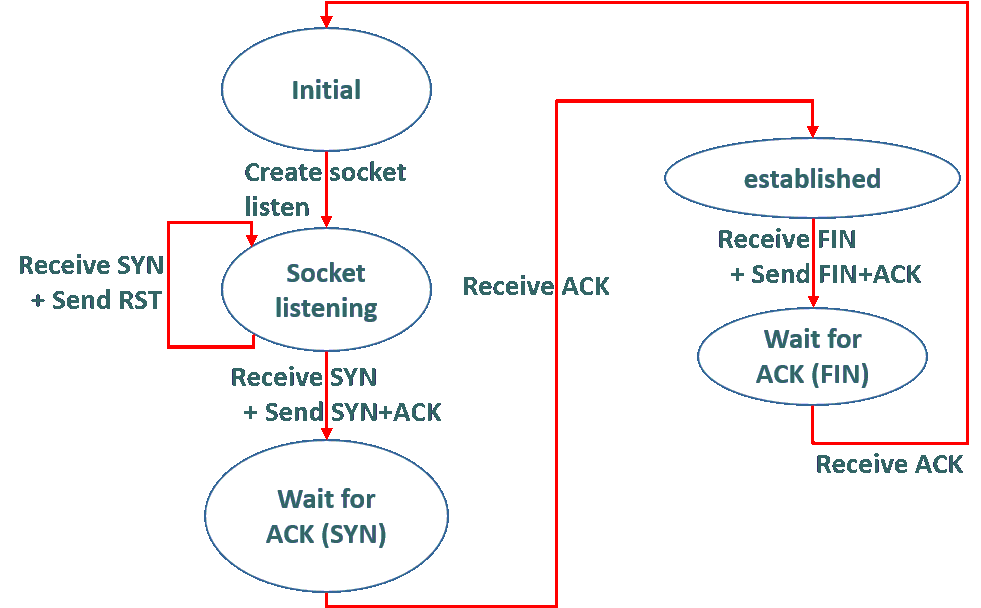 Initial
Create socket
listen
Receive SYN
+ Send RST
Socket
listening
Receive SYN
+ Send SYN+ACK
Wait for
ACK (SYN)
Receive ACK
established
Receive FIN
+ Send FIN+ACK
Wait for
ACK (FIN)
Receive ACK